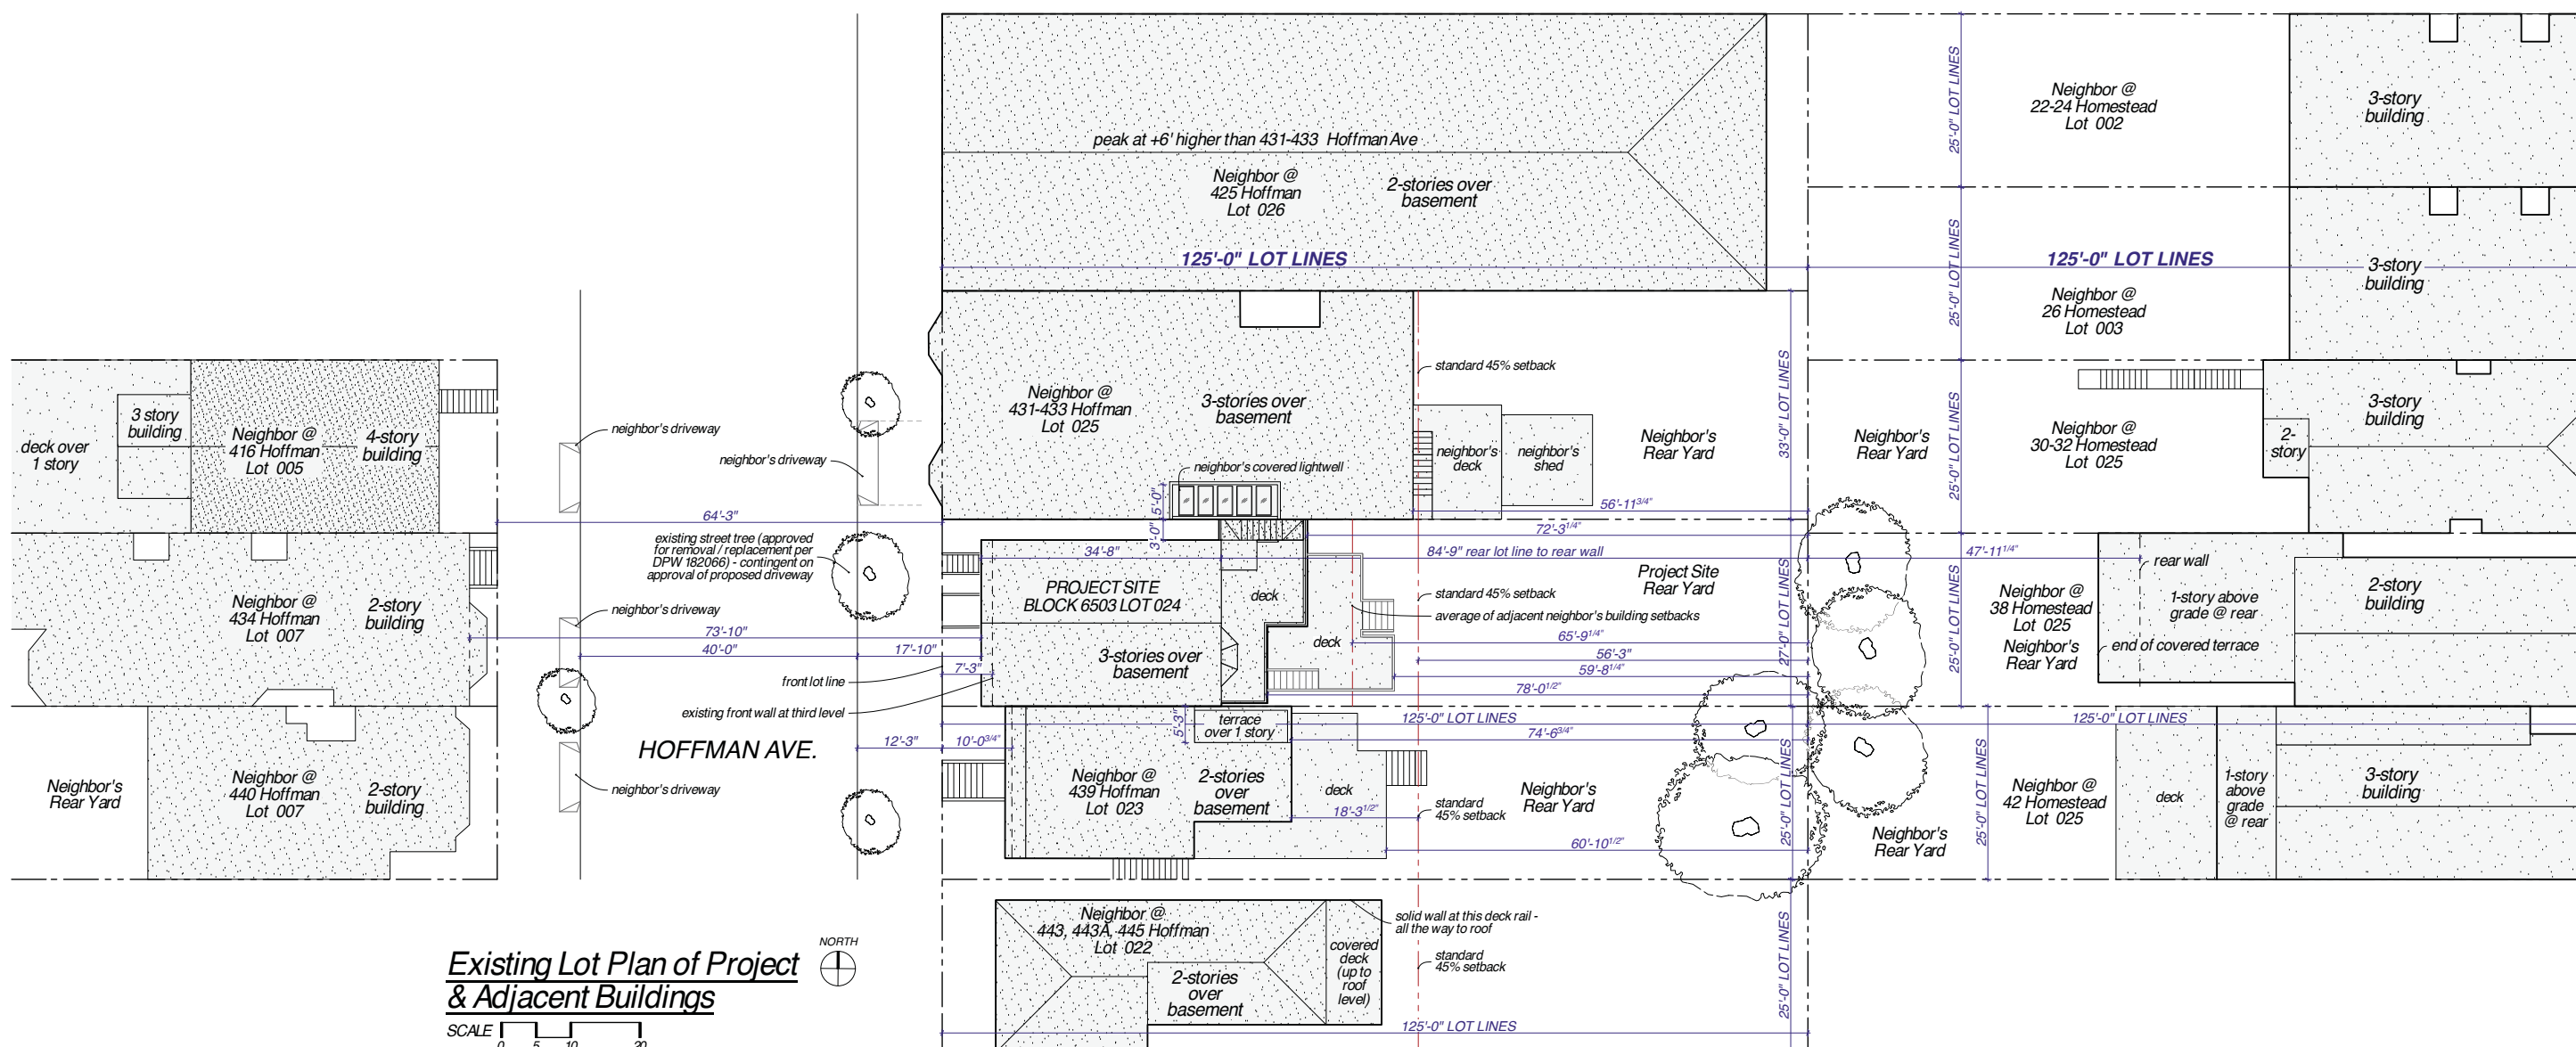 peak at +6' higher than 431-433 Hoffman Ave
Neighbor @
425 Hoffman
Lot 026
2-stories over
basement
125'-0" LOT LINES
125'-0" LOT LINES
25'-0" LOT LINES
Neighbor @
22-24 Homestead
Lot 002
3-story
building
25'-0" LOT LINES
Neighbor @
26 Homestead
Lot 003
3-story
building
deck over
1 story
3 story
building
Neighbor @
416 Hoffman
Lot 005
4-story
building
neighbor's driveway
neighbor's driveway
64'-3"
Neighbor @
431-433 Hoffman
Lot 025
3-stories over
basement
neighbor's covered lightwell
5'-0"
3'-0"
standard 45% setback
neighbor's
deck
neighbor's
shed
Neighbor's
Rear Yard
33'-0" LOT LINES
56'-11 3/4"
Neighbor's
Rear Yard
25'-0" LOT LINES
Neighbor @
30-32 Homestead
Lot 025
3-story
building
2-
story
Neighbor @
434 Hoffman
Lot 007
2-story
building
existing street tree (approved
for removal / replacement per
DPW 182066) - contingent on
approval of proposed driveway
neighbor's driveway
73'-10"
40'-0"
17'-10"
7'-3"
front lot line
existing front wall at third level
34'-8"
PROJECT SITE
BLOCK 6503 LOT 024
3-stories over
basement
deck
deck
72'-3 1/4"
84'-9" rear lot line to rear wall
Project Site
Rear Yard
standard 45% setback
average of adjacent neighbor's building setbacks
65'-9 1/4"
56'-3"
59'-8 1/4"
78'-0 1/2"
27'-0" LOT LINES
47'-11 1/4"
25'-0" LOT LINES
Neighbor @
38 Homestead
Lot 025
Neighbor's
Rear Yard
rear wall
1-story above
grade @ rear
end of covered terrace
2-story
building
Neighbor's
Rear Yard
Neighbor @
440 Hoffman
Lot 007
2-story
building
HOFFMAN AVE.
neighbor's driveway
12'-3"
10'-0 3/4"
5'-3"
terrace
over 1 story
125'-0" LOT LINES
74'-6 3/4"
Neighbor @
439 Hoffman
Lot 023
2-stories
over
basement
deck
18'-3 1/2"
standard
45% setback
Neighbor's
Rear Yard
60'-10 1/2"
25'-0" LOT LINES
Neighbor's
Rear Yard
25'-0" LOT LINES
125'-0" LOT LINES
Neighbor @
42 Homestead
Lot 025
deck
1-story
above
grade
@ rear
3-story
building
Neighbor @
443, 443A, 445 Hoffman
Lot 022
2-stories
over
basement
covered
deck
(up to
roof
level)
solid wall at this deck rail -
all the way to roof
standard
45% setback
25'-0" LOT LINES
125'-0" LOT LINES
Existing Lot Plan of Project
& Adjacent Buildings
NORTH
SCALE
0 5 10 20